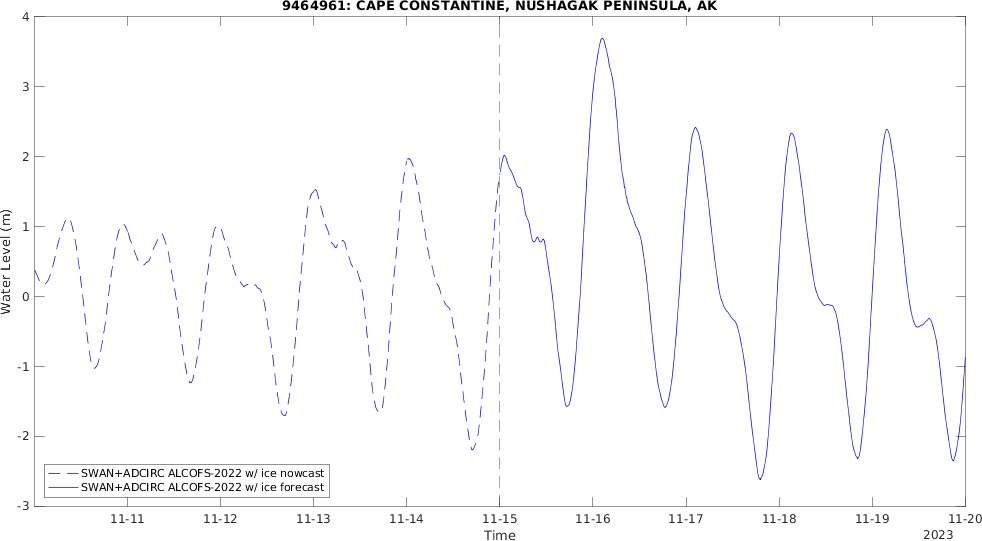 9464961: CAPE CONSTANTINE, NUSHAGAK PENINSULA, AK
4
3
2
1
0
-1
-2
-3
Water Level (m)
SWAN+ADCIRC ALCOFS-2022 w/ ice nowcast
SWAN+ADCIRC ALCOFS-2022 w/ ice forecast
11-11 11-12 11-13 11-14 11-15 11-16 11-17 11-18 11-19 11-20
Time
2023